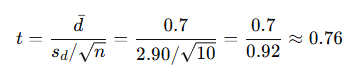 t = d̄ / (s_d/√n) = 0.7 / (2.90/√10) = 0.7 / 0.92 ≈ 0.76